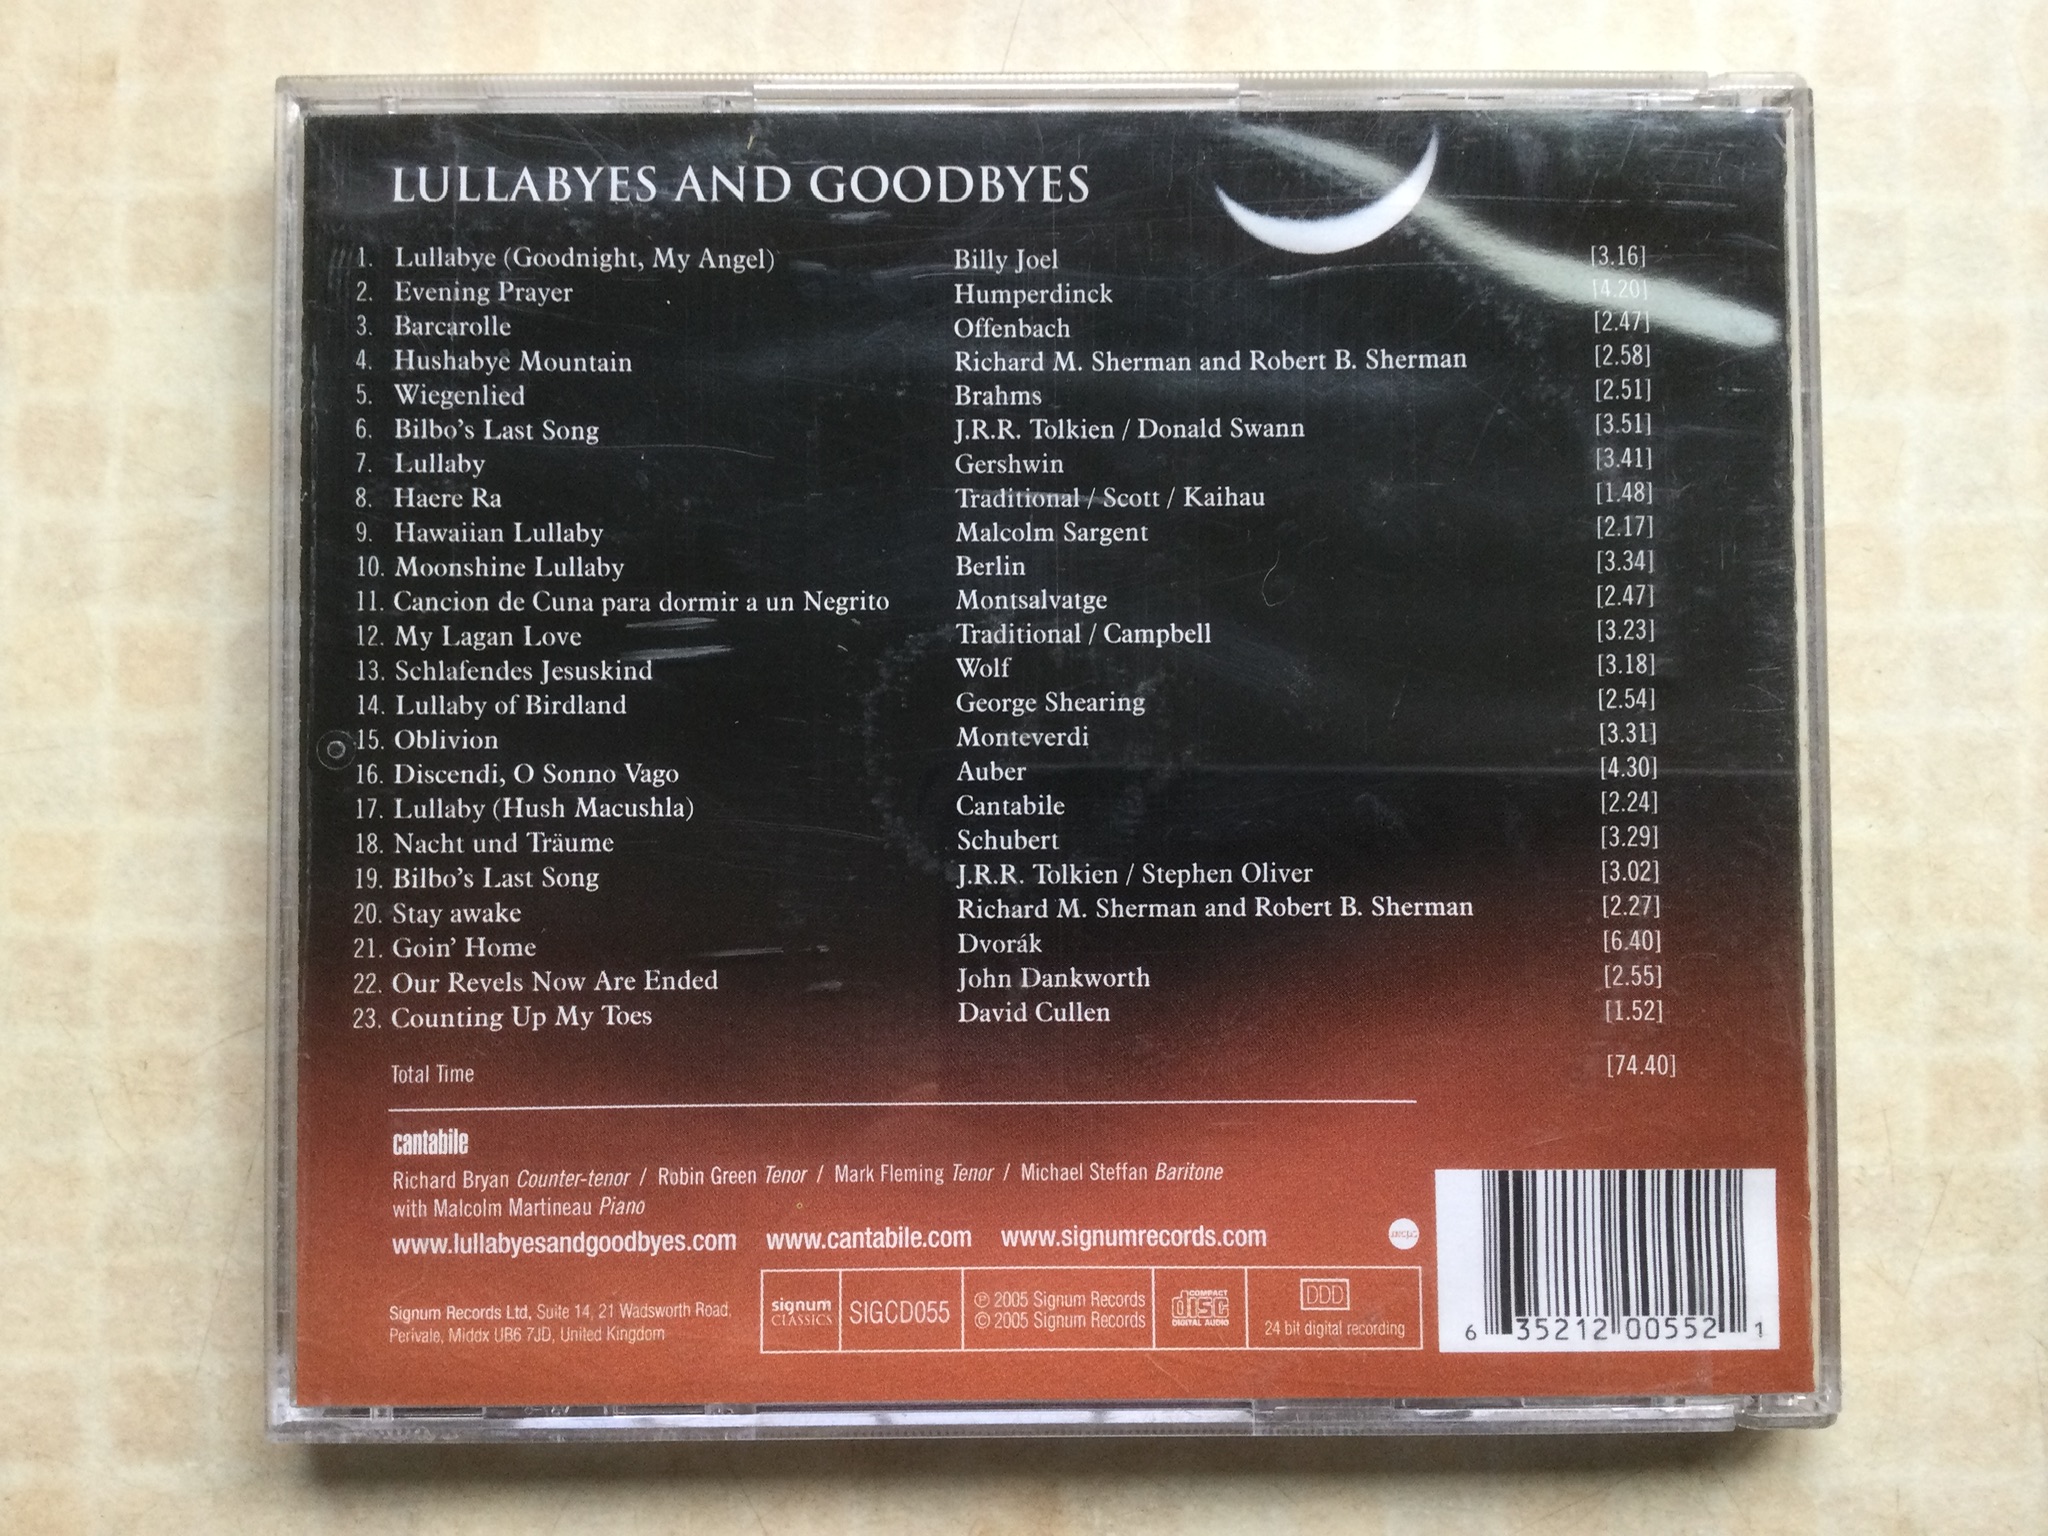 LULLABYES AND GOODBYES
1. Lullabye (Goodnight, My Angel) Billy Joel [3.16]
2. Evening Prayer Humperdinck [4.20]
3. Barcarolle Offenbach [2.47]
4. Hushabye Mountain Richard M. Sherman and Robert B. Sherman [2.58]
5. Wiegenlied Brahms [2.51]
6. Bilbo's Last Song J.R.R. Tolkien / Donald Swann [3.51]
7. Lullaby Gershwin [3.41]
8. Haere Ra Traditional / Scott / Kaihau [1.48]
9. Hawaiian Lullaby Malcolm Sargent [2.17]
10. Moonshine Lullaby Berlin [3.34]
11. Cancion de Cuna para dormir a un Negrito Montsalvatge [2.47]
12. My Lagan Love Traditional / Campbell [3.23]
13. Schlafendes Jesuskind Wolf [3.18]
14. Lullaby of Birdland George Shearing [2.54]
15. Oblivion Monteverdi [3.31]
16. Discendi, O Sonno Vago Auber [4.30]
17. Lullaby (Hush Macushla) Cantabile [2.24]
18. Nacht und Träume Schubert [3.29]
19. Bilbo's Last Song J.R.R. Tolkien / Stephen Oliver [3.02]
20. Stay awake Richard M. Sherman and Robert B. Sherman [2.27]
21. Goin' Home Dvorák [6.40]
22. Our Revels Now Are Ended John Dankworth [2.55]
23. Counting Up My Toes David Cullen [1.52]
Total Time [74.40]
cantabile
Richard Bryan Counter-tenor / Robin Green Tenor / Mark Fleming Tenor / Michael Steffan Baritone
with Malcolm Martineau Piano
www.lullabyesandgoodbyes.com www.cantabile.com www.signumrecords.com
Signum Records Ltd, Suite 14, 21 Wadsworth Road,
Perivale, Middx UB6 7JD, United Kingdom
signum
CLASSICS
SIGCD055
℗ 2005 Signum Records
© 2005 Signum Records
COMPACT
disc
DIGITAL AUDIO
DDD
24 bit digital recording
6 35212 00552 1